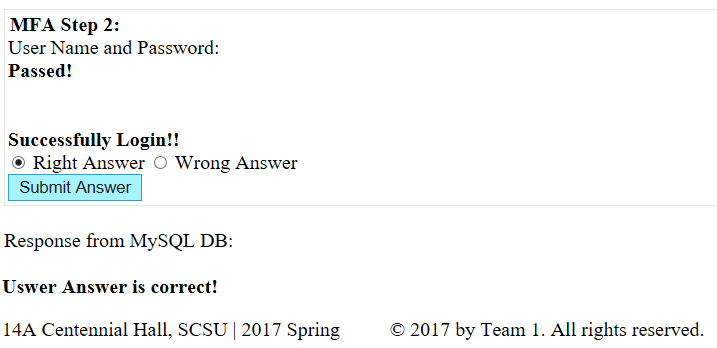 MFA Step 2:
User Name and Password:
Passed!
Successfully Login!!
Right Answer Wrong Answer
Submit Answer
Response from MySQL DB:
Uswer Answer is correct!
14A Centennial Hall, SCSU | 2017 Spring © 2017 by Team 1. All rights reserved.